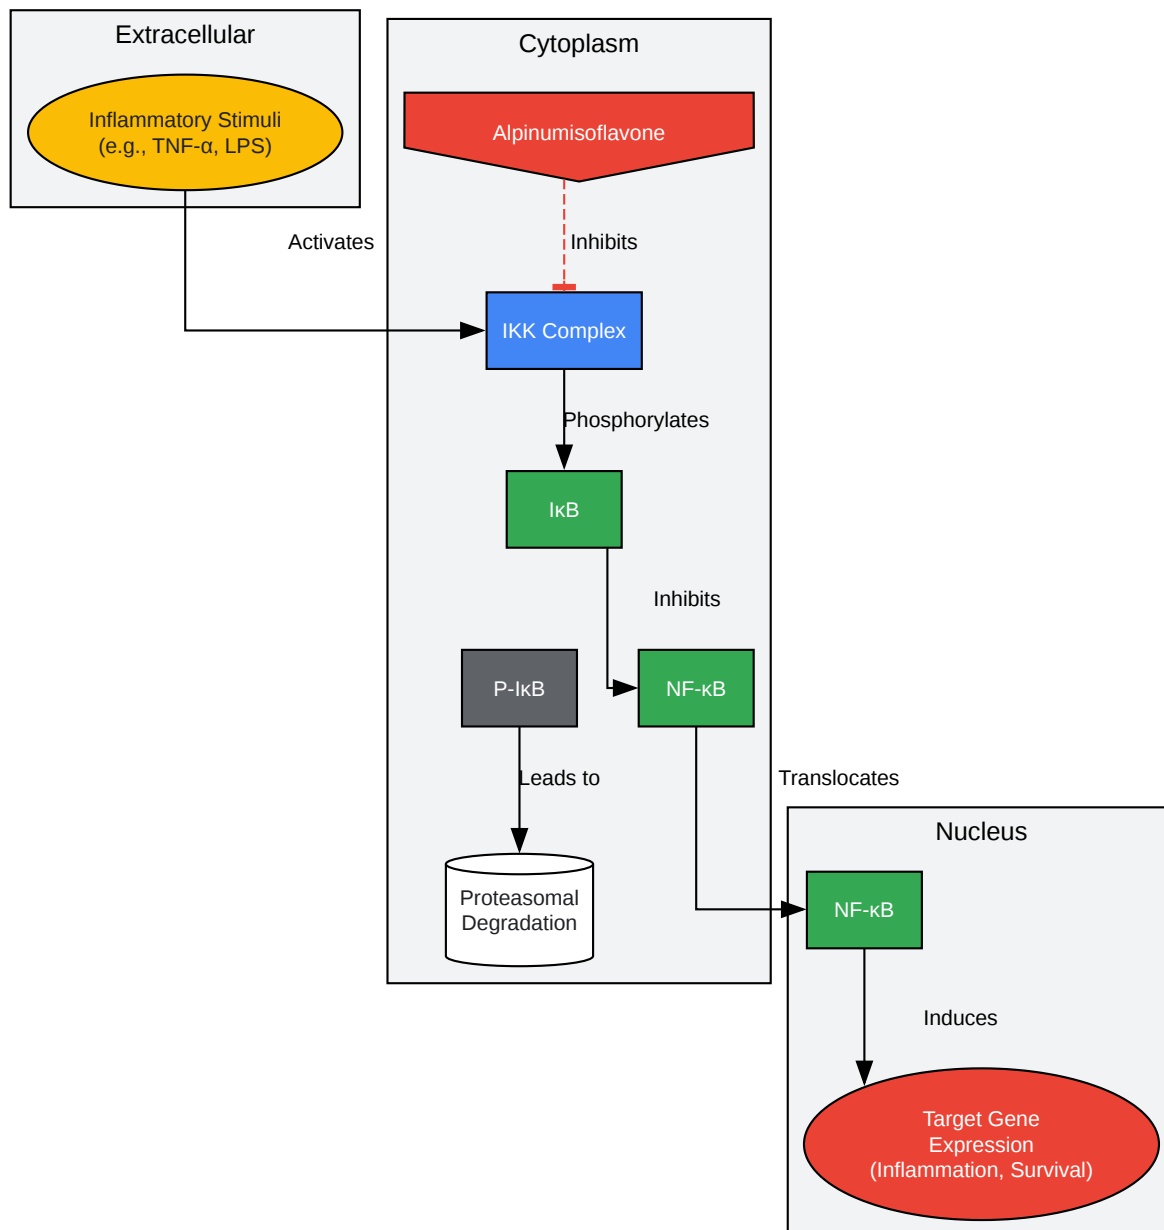 Extracellular
Inflammatory Stimuli
(e.g., TNF-α, LPS)
Cytoplasm
Alpinumisoflavone
Activates
Inhibits
IKK Complex
Phosphorylates
IκB
Inhibits
P-IκB
NF-κB
Leads to
Translocates
Proteasomal
Degradation
Nucleus
NF-κB
Induces
Target Gene
Expression
(Inflammation, Survival)